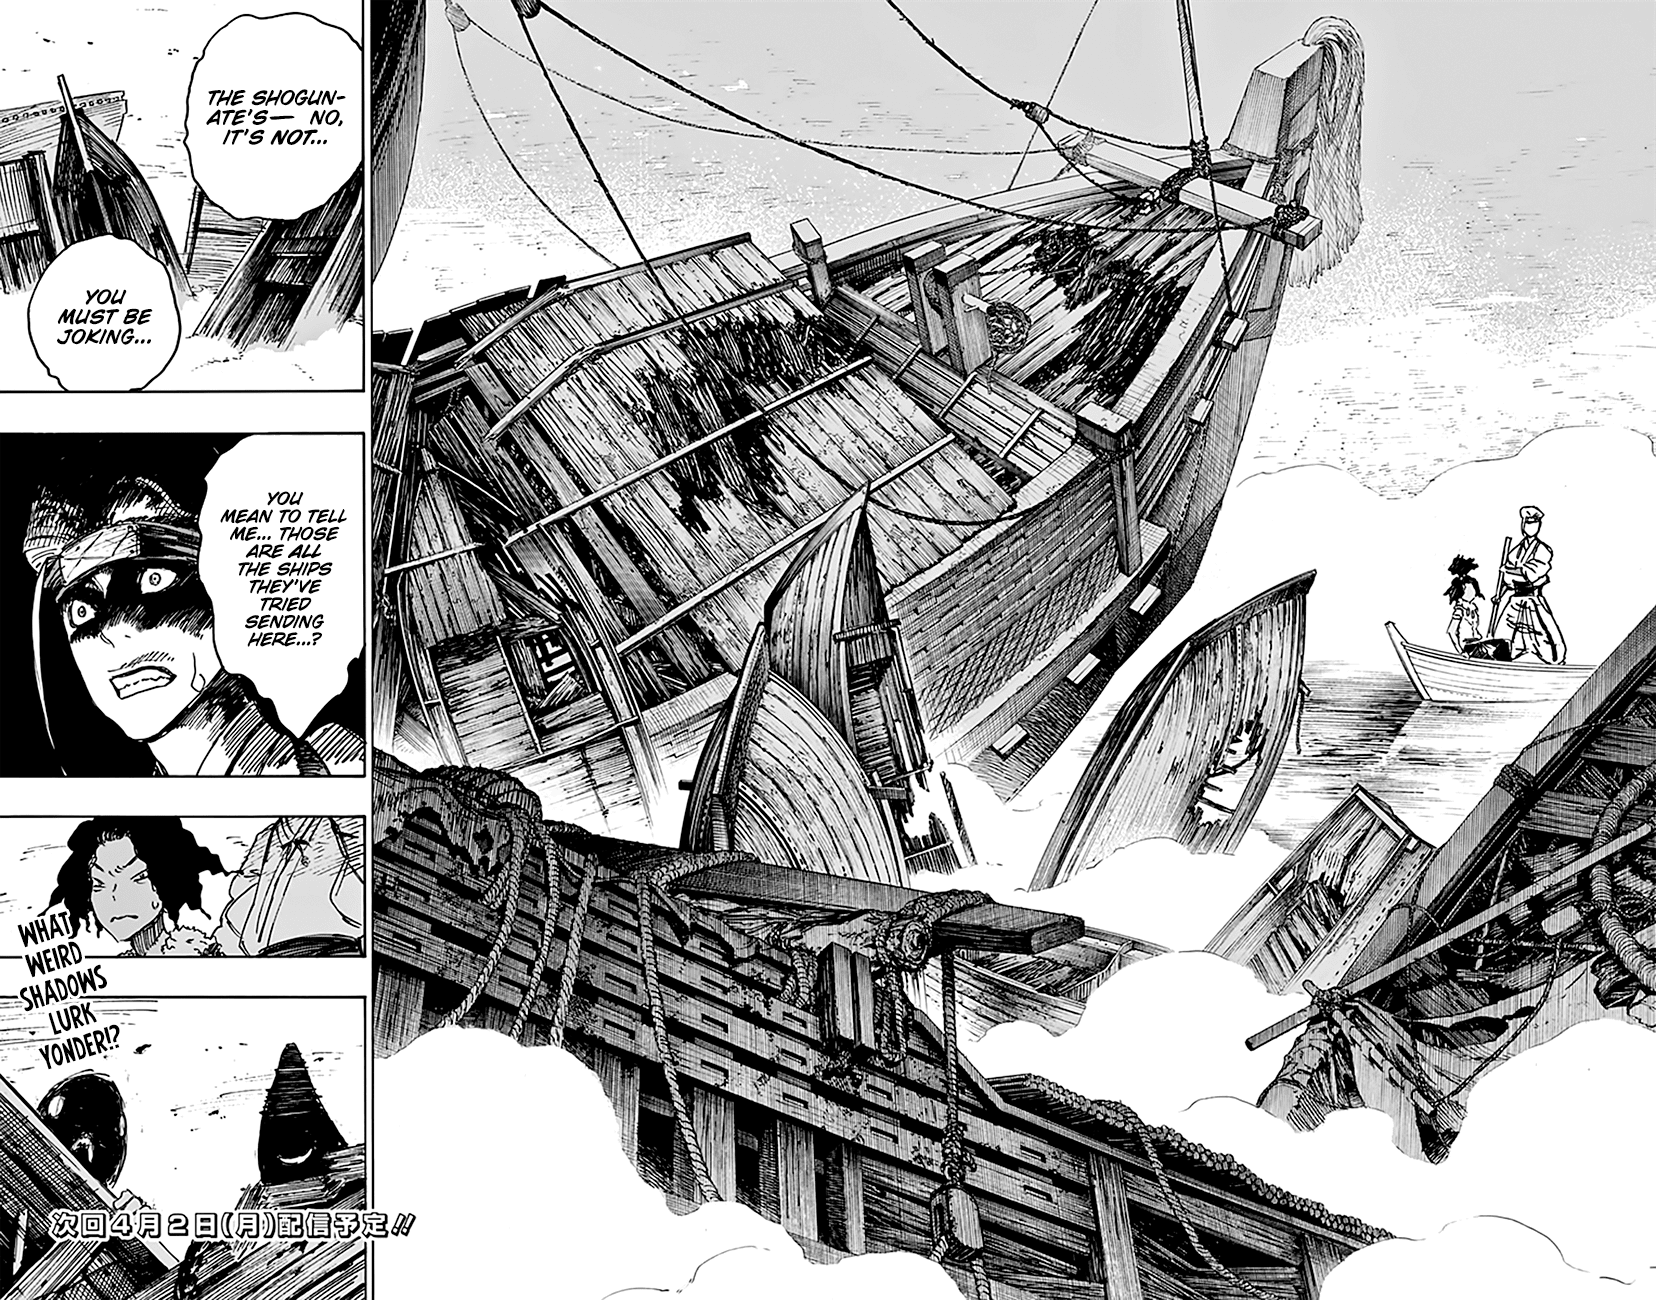 THE SHOGUN-
ATE'S— NO,
IT'S NOT...
YOU
MUST BE
JOKING...
YOU
MEAN TO TELL
ME... THOSE
ARE ALL
THE SHIPS
THEY'VE
TRIED
SENDING
HERE...?
WHAT
WEIRD
SHADOWS
LURK
YONDER!?
次回4月2日(月)配信予定!!